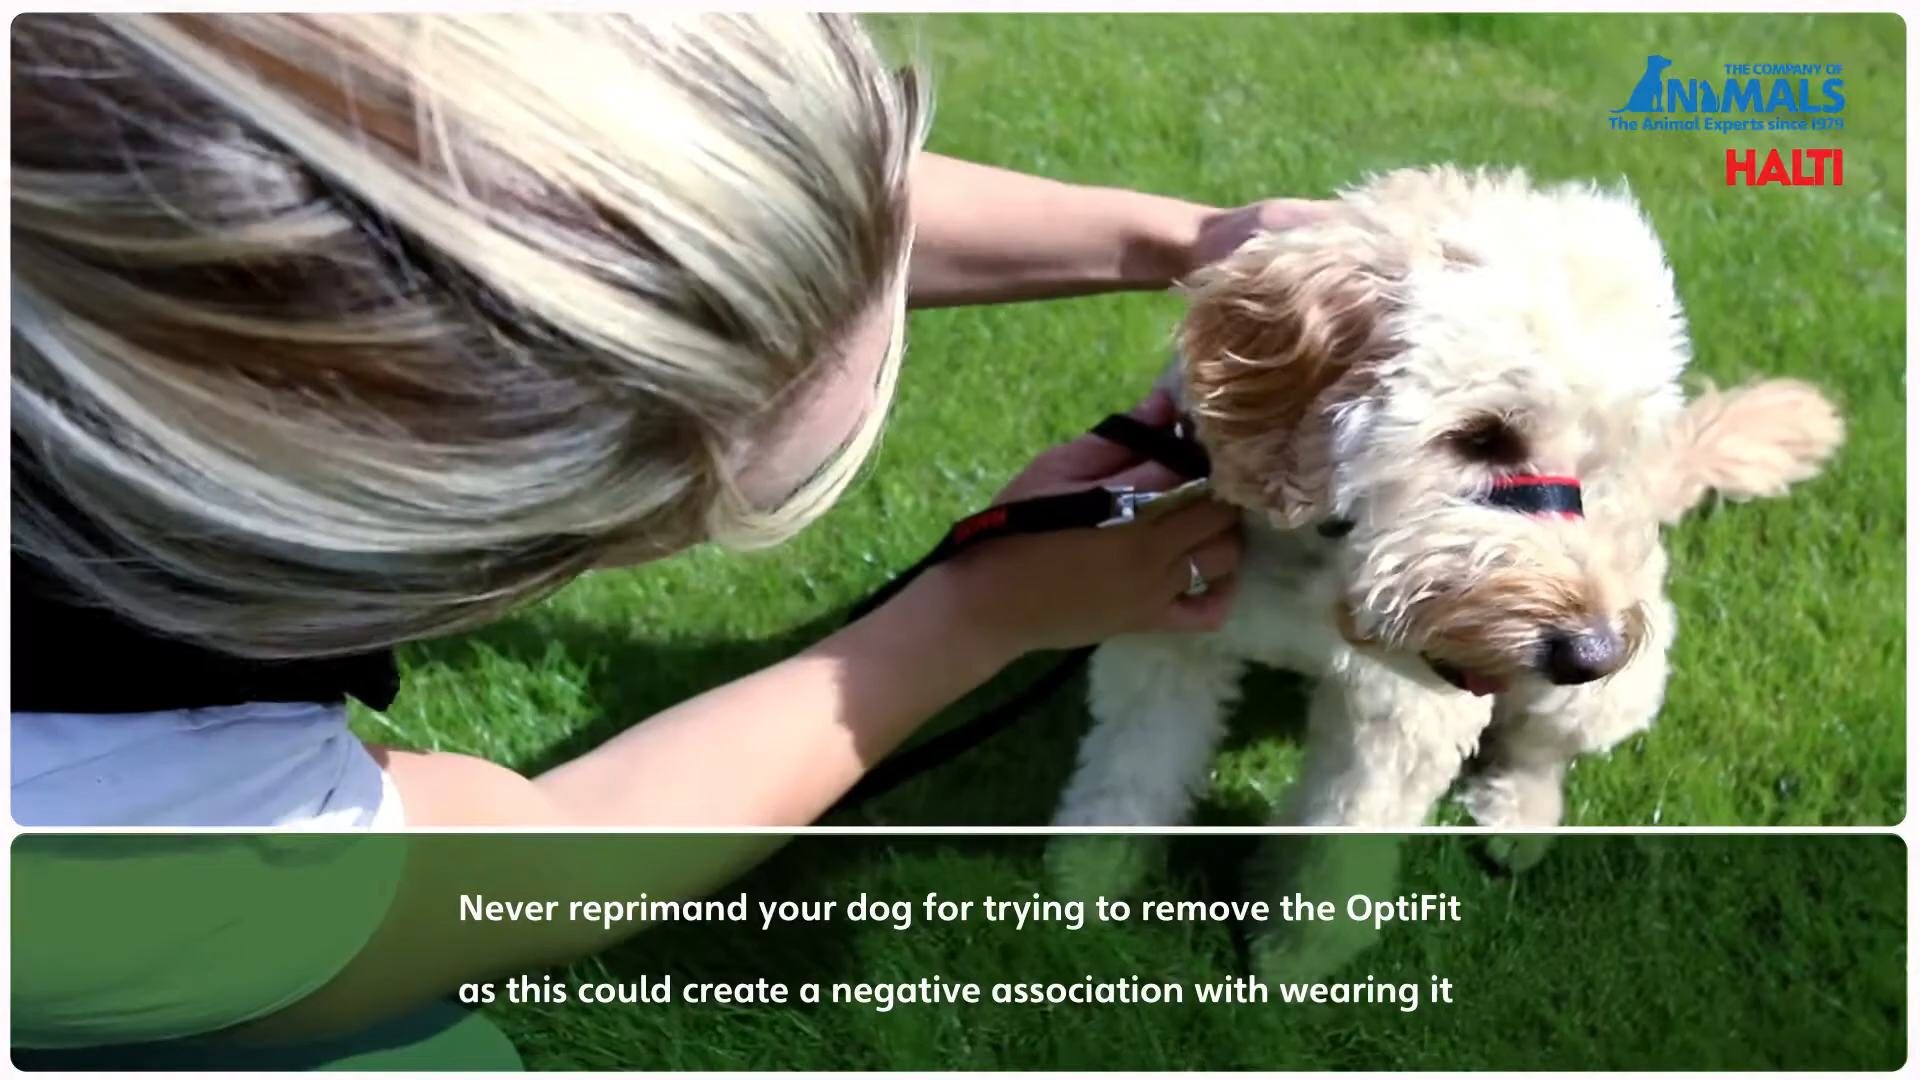 THE COMPANY OF
ANIMALS
The Animal Experts since 1979
HALTI
Never reprimand your dog for trying to remove the OptiFit
as this could create a negative association with wearing it